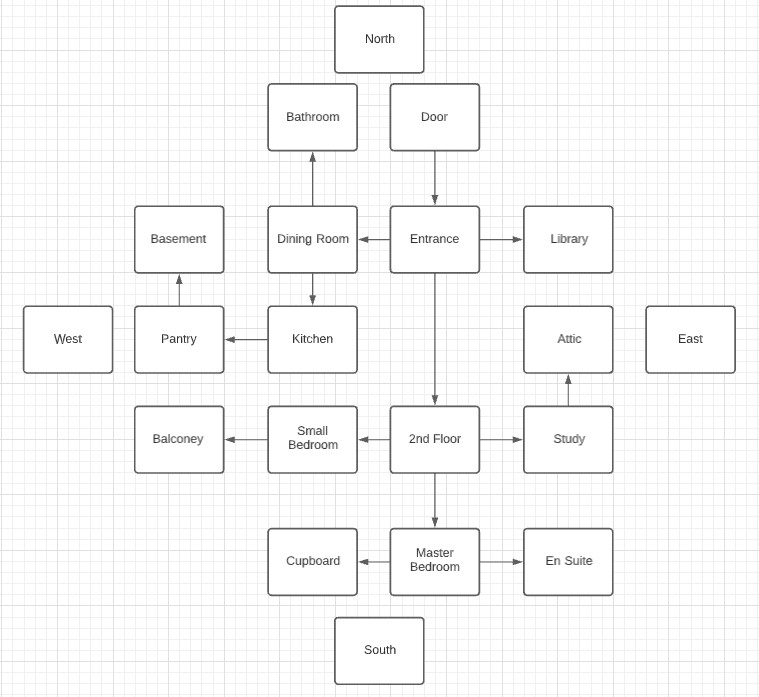 North
Bathroom
Door
Basement
Dining Room
Entrance
Library
West
Pantry
Kitchen
Attic
East
Balconey
Small
Bedroom
2nd Floor
Study
Cupboard
Master
Bedroom
En Suite
South